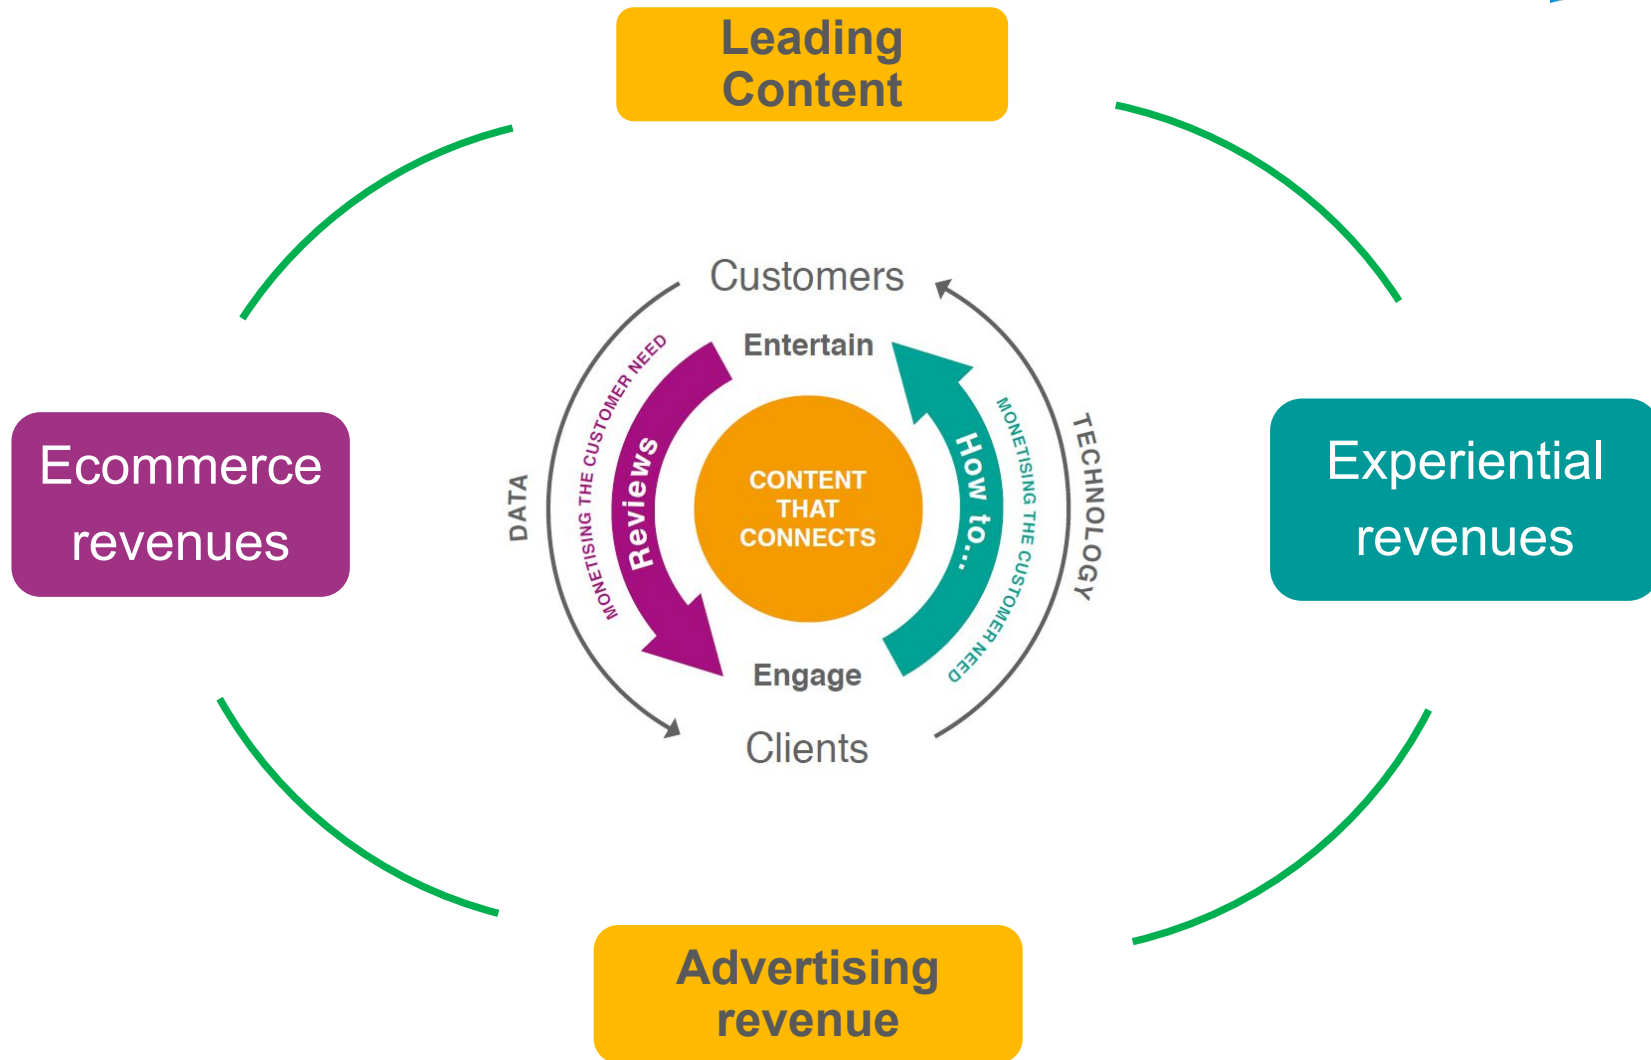 Leading
Content
Customers
Entertain
MONETISING THE CUSTOMER NEED
MONETISING THE CUSTOMER NEED
Ecommerce
revenues
DATA
Reviews
CONTENT
THAT
CONNECTS
How to...
TECHNOLOGY
Experiential
revenues
Engage
Clients
Advertising
revenue